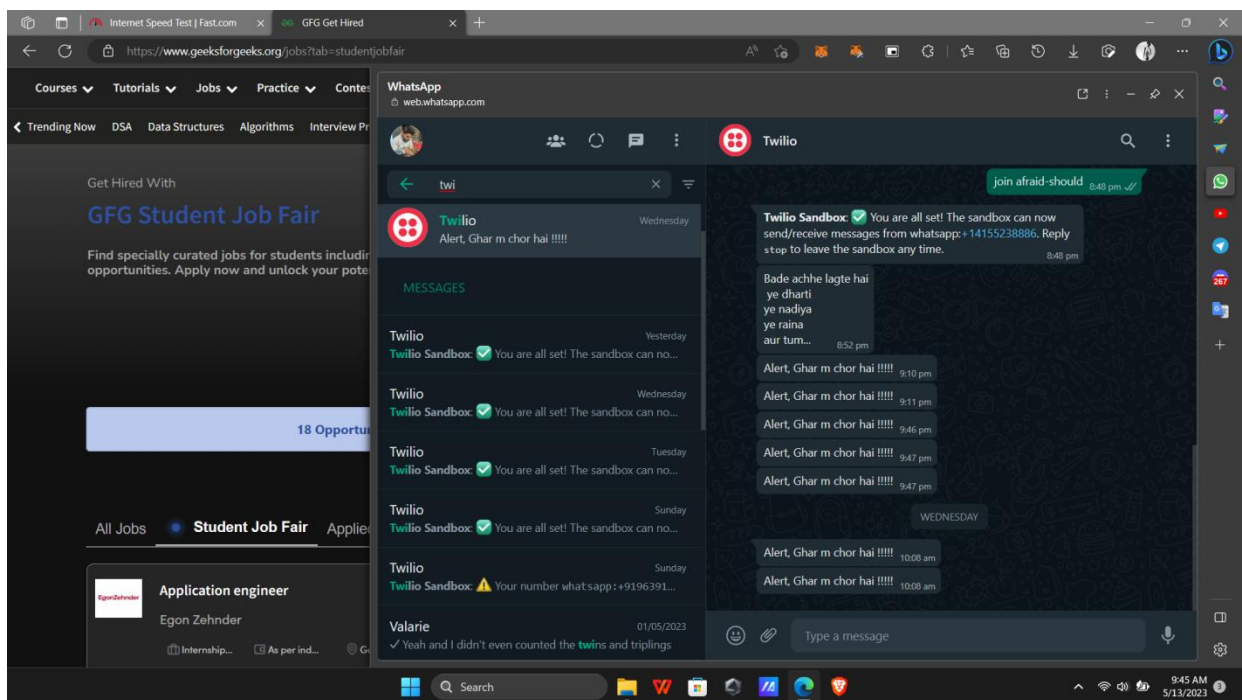 Internet Speed Test | Fast.com
GFG Get Hired
https://www.geeksforgeeks.org/jobs?tab=studentjobfair
Courses
Tutorials
Jobs
Practice
Contes
Trending Now
DSA
Data Structures
Algorithms
Interview Pr
Get Hired With
GFG Student Job Fair
Find specially curated jobs for students includin
opportunities. Apply now and unlock your pote
18 Opportu
All Jobs
Student Job Fair
Applie
EgonZehnder
Application engineer
Egon Zehnder
Internship...
As per ind...
G
WhatsApp
web.whatsapp.com
twi
Twilio
Wednesday
Alert, Ghar m chor hai !!!!!
MESSAGES
Twilio
Yesterday
Twilio Sandbox: ✅ You are all set! The sandbox can no...
Twilio
Wednesday
Twilio Sandbox: ✅ You are all set! The sandbox can no...
Twilio
Tuesday
Twilio Sandbox: ✅ You are all set! The sandbox can no...
Twilio
Sunday
Twilio Sandbox: ✅ You are all set! The sandbox can no...
Twilio
Sunday
Twilio Sandbox: ⚠️ Your number whatsapp:+9196391...
Valarie
01/05/2023
Yeah and I didn't even counted the twins and triplings
Twilio
join afraid-should 8:48 pm
Twilio Sandbox: ✅ You are all set! The sandbox can now
send/receive messages from whatsapp:+14155238886. Reply
stop to leave the sandbox any time.
8:48 pm
Bade achhe lagte hai
ye dharti
ye nadiya
ye raina
aur tum... 8:52 pm
Alert, Ghar m chor hai !!!!! 9:10 pm
Alert, Ghar m chor hai !!!!! 9:11 pm
Alert, Ghar m chor hai !!!!! 9:46 pm
Alert, Ghar m chor hai !!!!! 9:47 pm
Alert, Ghar m chor hai !!!!! 9:47 pm
WEDNESDAY
Alert, Ghar m chor hai !!!!! 10:08 am
Alert, Ghar m chor hai !!!!! 10:08 am
Type a message
267
Search
9:45 AM
5/13/2023
3